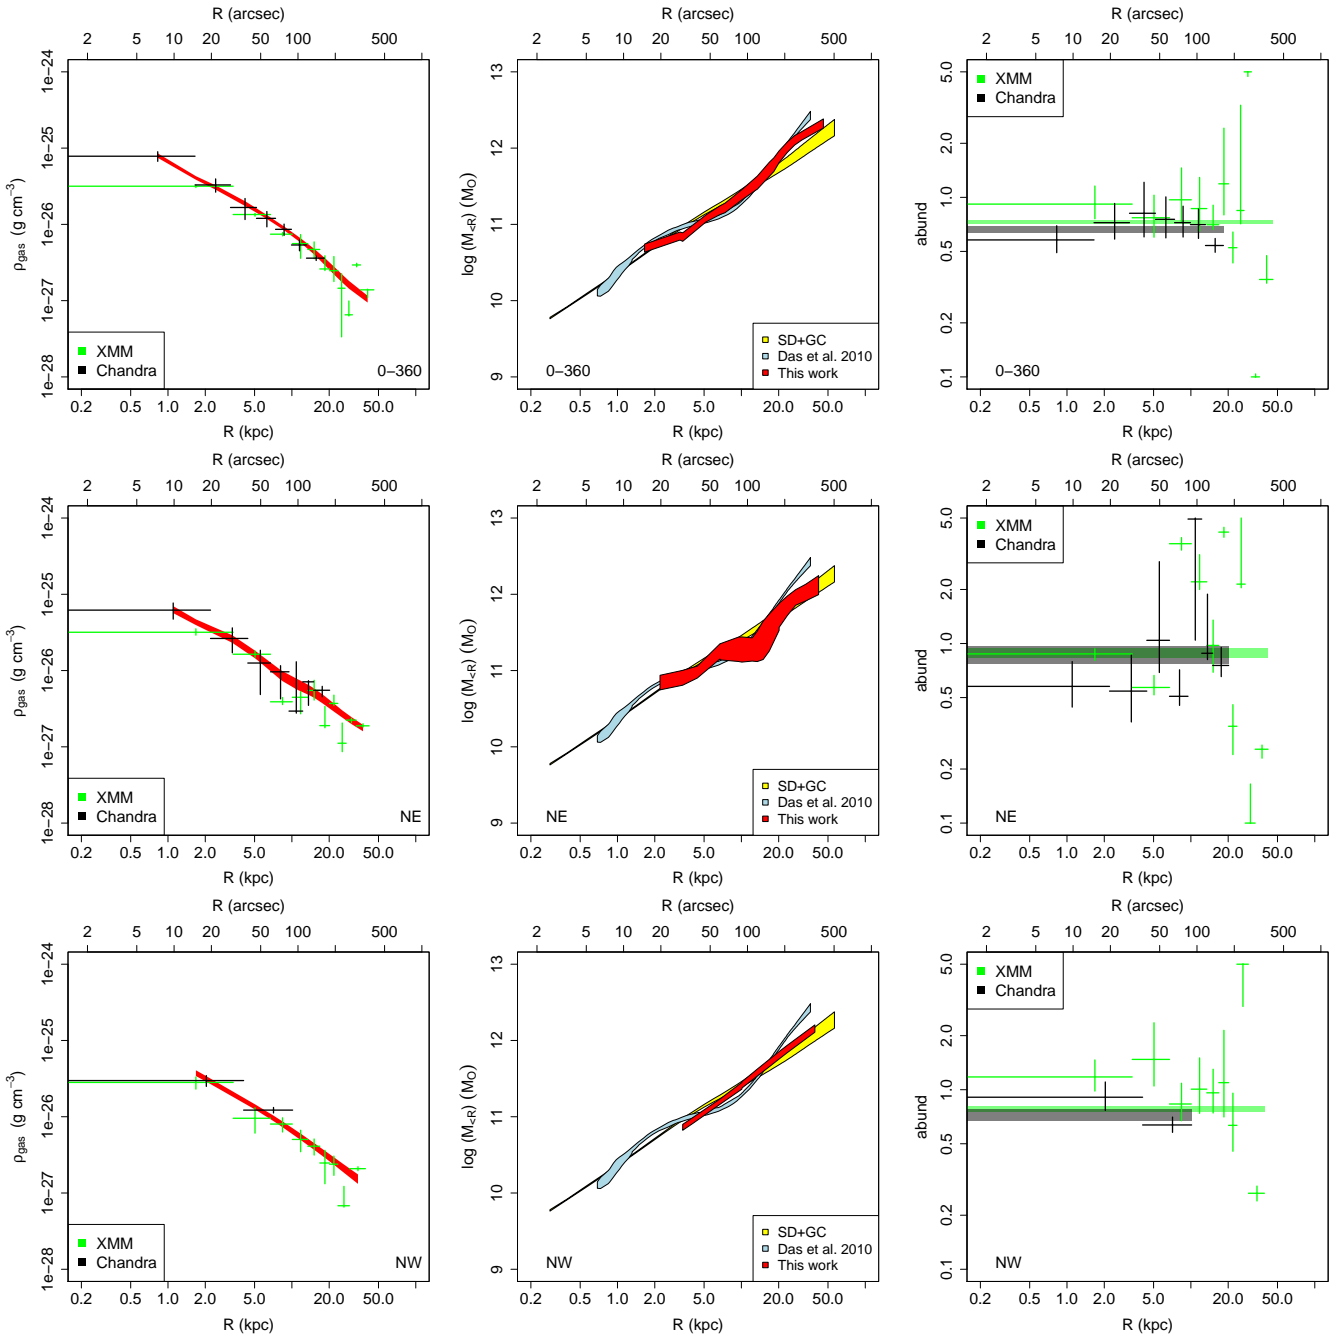 R (arcsec)
2 5 10 20 50 100 500
ρgas (g cm−3)
1e−24
1e−25
1e−26
1e−27
1e−28
XMM
Chandra
0−360
0.2 0.5 1.0 2.0 5.0 20.0 50.0
R (kpc)
R (arcsec)
2 5 10 20 50 100 500
log (M<R) (MO)
13
12
11
10
9
SD+GC
Das et al. 2010
This work
0−360
0.2 0.5 1.0 2.0 5.0 20.0 50.0
R (kpc)
R (arcsec)
2 5 10 20 50 100 500
abund
5.0
2.0
1.0
0.5
0.2
0.1
XMM
Chandra
0−360
0.2 0.5 1.0 2.0 5.0 20.0 50.0
R (kpc)
R (arcsec)
2 5 10 20 50 100 500
ρgas (g cm−3)
1e−24
1e−25
1e−26
1e−27
1e−28
XMM
Chandra
NE
0.2 0.5 1.0 2.0 5.0 20.0 50.0
R (kpc)
R (arcsec)
2 5 10 20 50 100 500
log (M<R) (MO)
13
12
11
10
9
SD+GC
Das et al. 2010
This work
NE
0.2 0.5 1.0 2.0 5.0 20.0 50.0
R (kpc)
R (arcsec)
2 5 10 20 50 100 500
abund
5.0
2.0
1.0
0.5
0.2
0.1
XMM
Chandra
NE
0.2 0.5 1.0 2.0 5.0 20.0 50.0
R (kpc)
R (arcsec)
2 5 10 20 50 100 500
ρgas (g cm−3)
1e−24
1e−25
1e−26
1e−27
1e−28
XMM
Chandra
NW
0.2 0.5 1.0 2.0 5.0 20.0 50.0
R (kpc)
R (arcsec)
2 5 10 20 50 100 500
log (M<R) (MO)
13
12
11
10
9
SD+GC
Das et al. 2010
This work
NW
0.2 0.5 1.0 2.0 5.0 20.0 50.0
R (kpc)
R (arcsec)
2 5 10 20 50 100 500
abund
5.0
2.0
1.0
0.5
0.2
0.1
XMM
Chandra
NW
0.2 0.5 1.0 2.0 5.0 20.0 50.0
R (kpc)